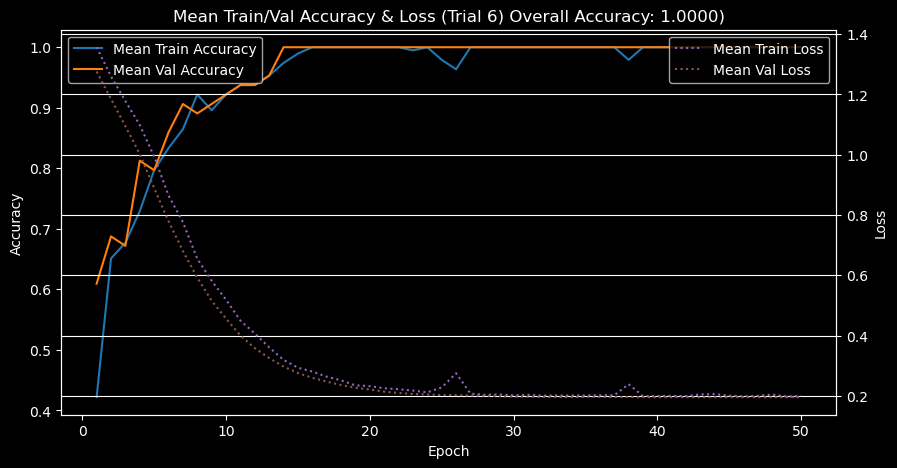 Mean Train/Val Accuracy & Loss (Trial 6) Overall Accuracy: 1.0000)
Mean Train Accuracy
Mean Val Accuracy
Mean Train Loss
Mean Val Loss
1.0
0.9
0.8
0.7
0.6
0.5
0.4
Accuracy
1.4
1.2
1.0
0.8
0.6
0.4
0.2
Loss
0
10
20
30
40
50
Epoch